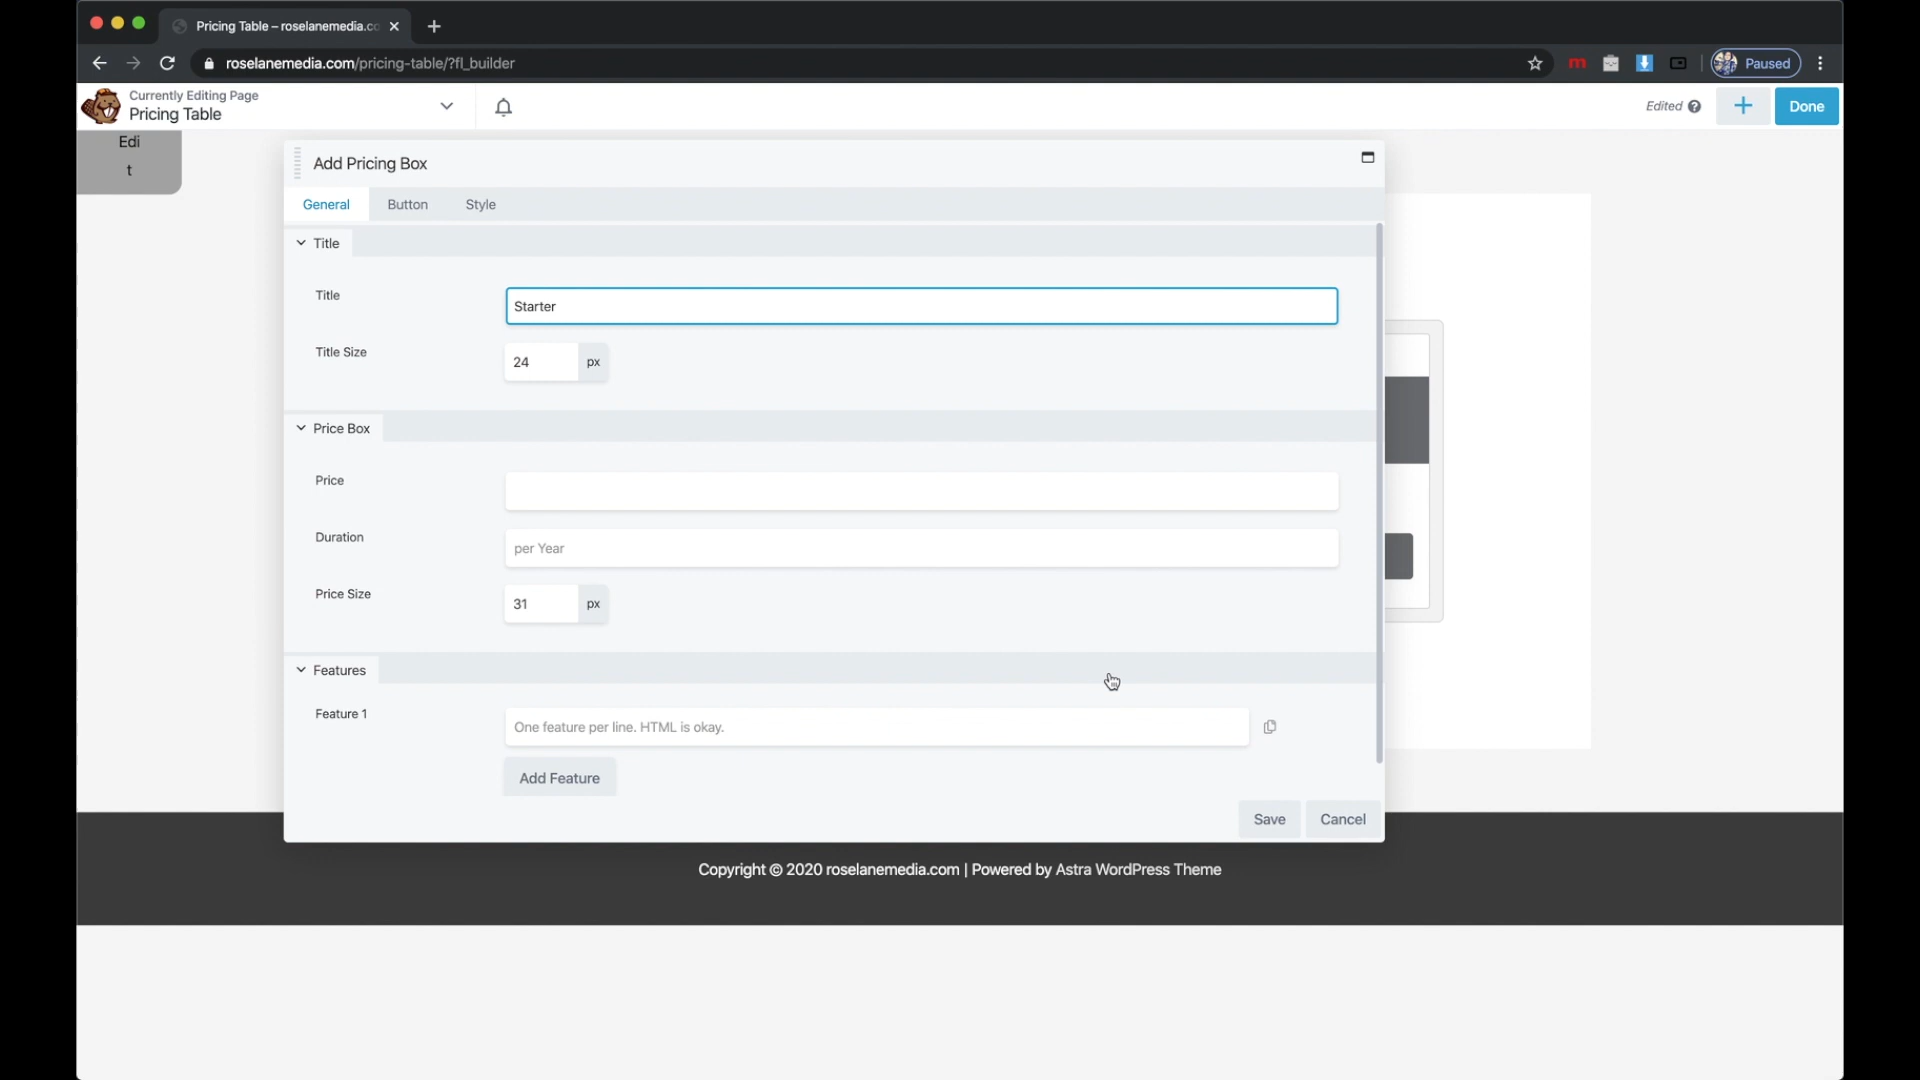 Pricing Table – roselanemedia.co
roselanemedia.com/pricing-table/?fl_builder
m
Paused
Currently Editing Page
Pricing Table
Edited
+ Done
Edi
t
Add Pricing Box
General Button Style
Title
Title
Starter
Title Size
24 px
Price Box
Price
Duration
per Year
Price Size
31 px
Features
Feature 1
One feature per line. HTML is okay.
Add Feature
Save Cancel
Copyright © 2020 roselanemedia.com | Powered by Astra WordPress Theme